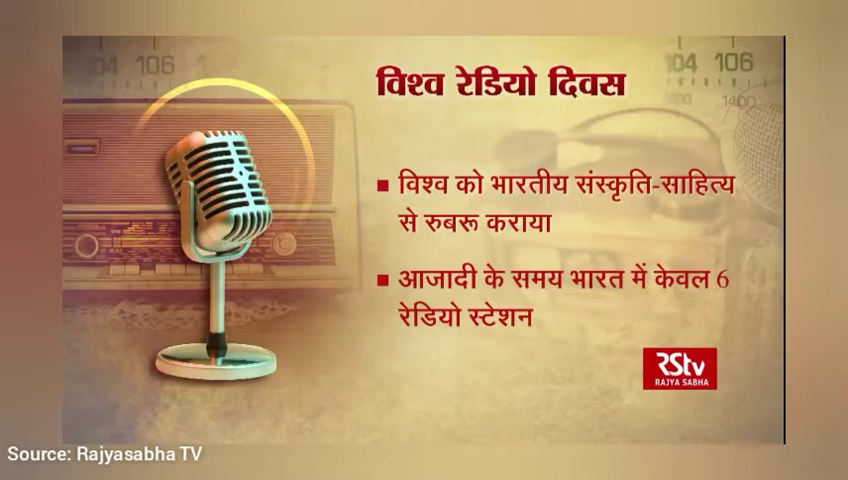 104 106
विश्व रेडियो दिवस
104 106
1400
■ विश्व को भारतीय संस्कृति-साहित्य
से रुबरू कराया
■ आजादी के समय भारत में केवल 6
रेडियो स्टेशन
RStv
RAJYA SABHA
Source: Rajyasabha TV